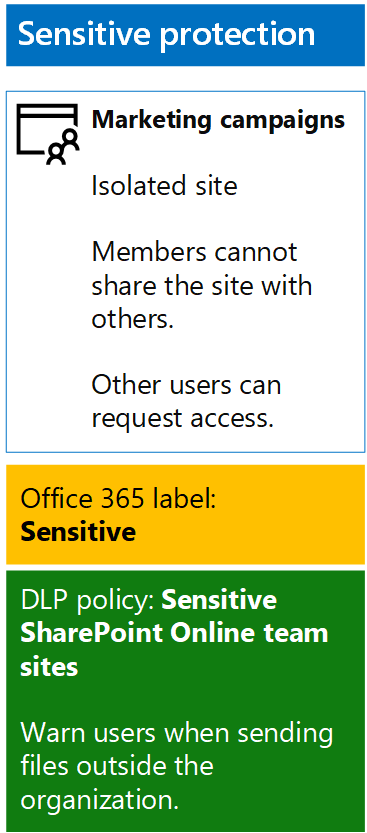 Sensitive protection
Marketing campaigns
Isolated site
Members cannot
share the site with
others.
Other users can
request access.
Office 365 label:
Sensitive
DLP policy: Sensitive
SharePoint Online team
sites
Warn users when sending
files outside the
organization.